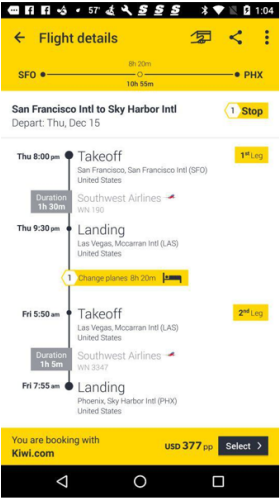 57°
1:04
Flight details
8h 20m
SFO
PHX
10h 55m
San Francisco Intl to Sky Harbor Intl
Depart: Thu, Dec 15
1 Stop
Thu 8:00 pm
Takeoff
1st Leg
San Francisco, San Francisco Intl (SFO)
United States
Duration
1h 30m
Southwest Airlines
WN 190
Thu 9:30 pm
Landing
Las Vegas, Mccarran Intl (LAS)
United States
1 Change planes 8h 20m
Fri 5:50 am
Takeoff
2nd Leg
Las Vegas, Mccarran Intl (LAS)
United States
Duration
1h 5m
Southwest Airlines
WN 3347
Fri 7:55 am
Landing
Phoenix, Sky Harbor Intl (PHX)
United States
You are booking with
Kiwi.com
USD 377 pp
Select